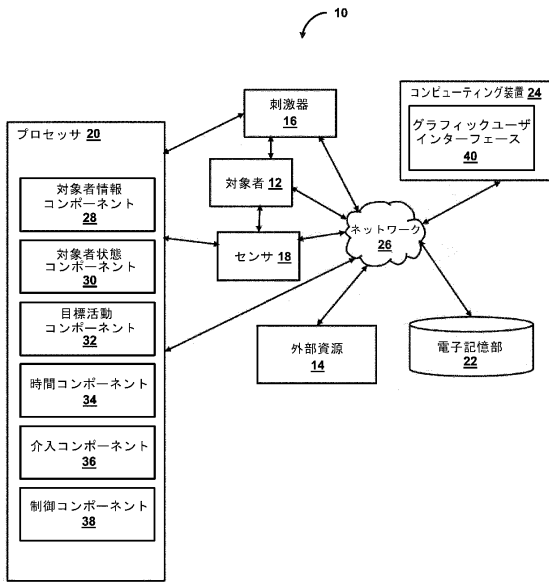 10
プロセッサ 20
対象者情報
コンポーネント
28
対象者状態
コンポーネント
30
目標活動
コンポーネント
32
時間コンポーネント
34
介入コンポーネント
36
制御コンポーネント
38
刺激器
16
対象者
12
センサ 18
ネットワーク
26
コンピューティング装置 24
グラフィックユーザ
インターフェース
40
外部資源
14
電子記憶部
22